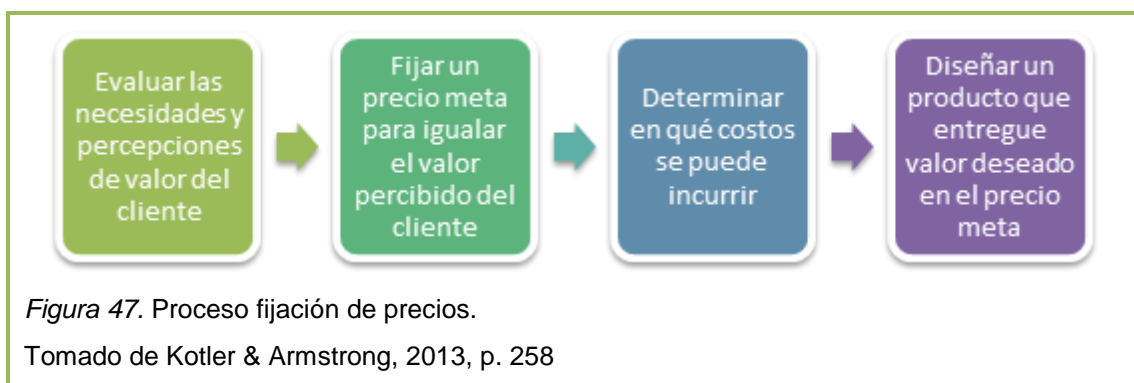 Evaluar las
necesidades y
percepciones
de valor del
cliente
Fijar un
precio meta
para igualar
el valor
percibido del
cliente
Determinar
en qué costos
se puede
incurrir
Diseñar un
producto que
entregue
valor deseado
en el precio
meta
Figura 47. Proceso fijación de precios.
Tomado de Kotler & Armstrong, 2013, p. 258